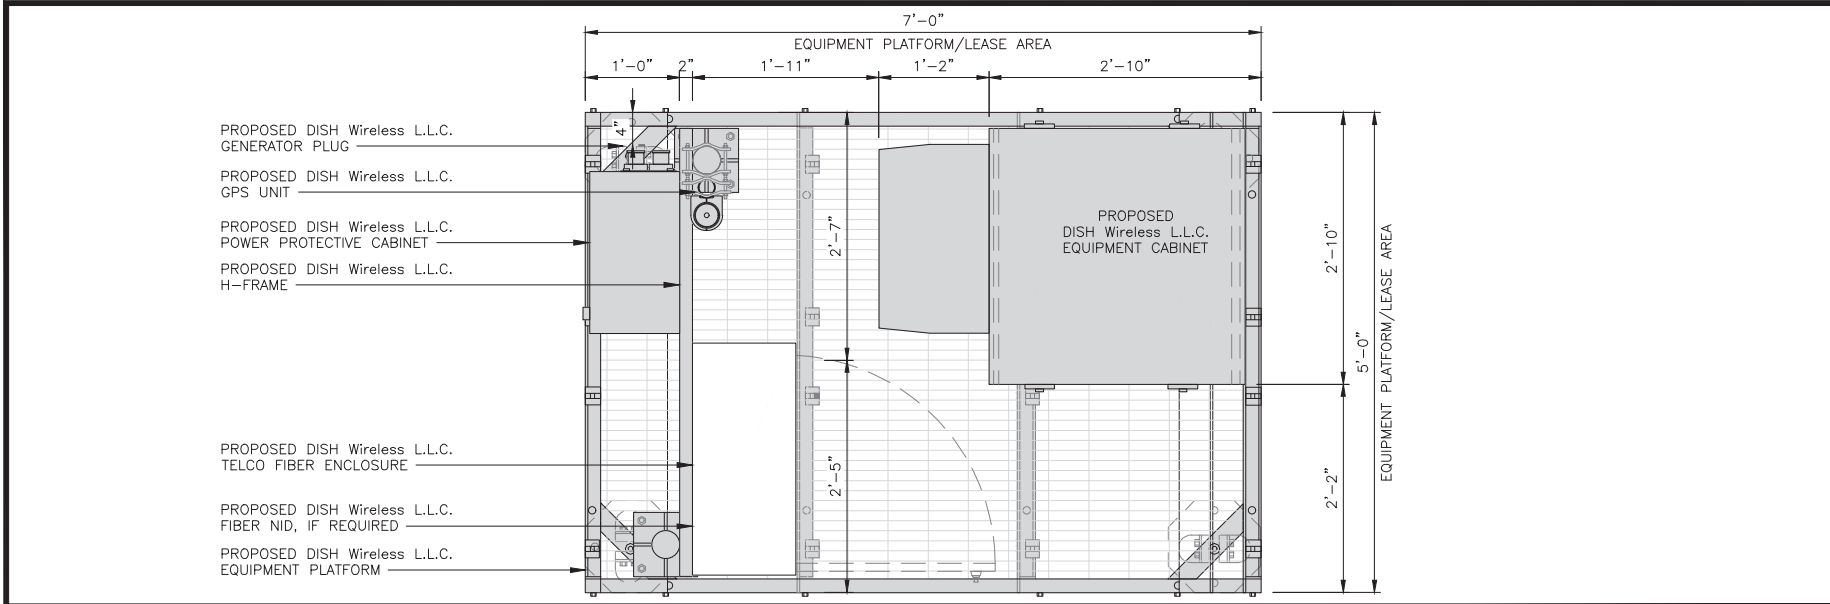 7'-0"
EQUIPMENT PLATFORM/LEASE AREA
1'-0" 2" 1'-11" 1'-2" 2'-10"
4"
PROPOSED DISH Wireless L.L.C.
GENERATOR PLUG
PROPOSED DISH Wireless L.L.C.
GPS UNIT
PROPOSED DISH Wireless L.L.C.
POWER PROTECTIVE CABINET
PROPOSED DISH Wireless L.L.C.
H-FRAME
PROPOSED DISH Wireless L.L.C.
TELCO FIBER ENCLOSURE
PROPOSED DISH Wireless L.L.C.
FIBER NID, IF REQUIRED
PROPOSED DISH Wireless L.L.C.
EQUIPMENT PLATFORM
2'-7"
2'-5"
PROPOSED
DISH Wireless L.L.C.
EQUIPMENT CABINET
2'-10"
2'-2"
5'-0"
EQUIPMENT PLATFORM/LEASE AREA